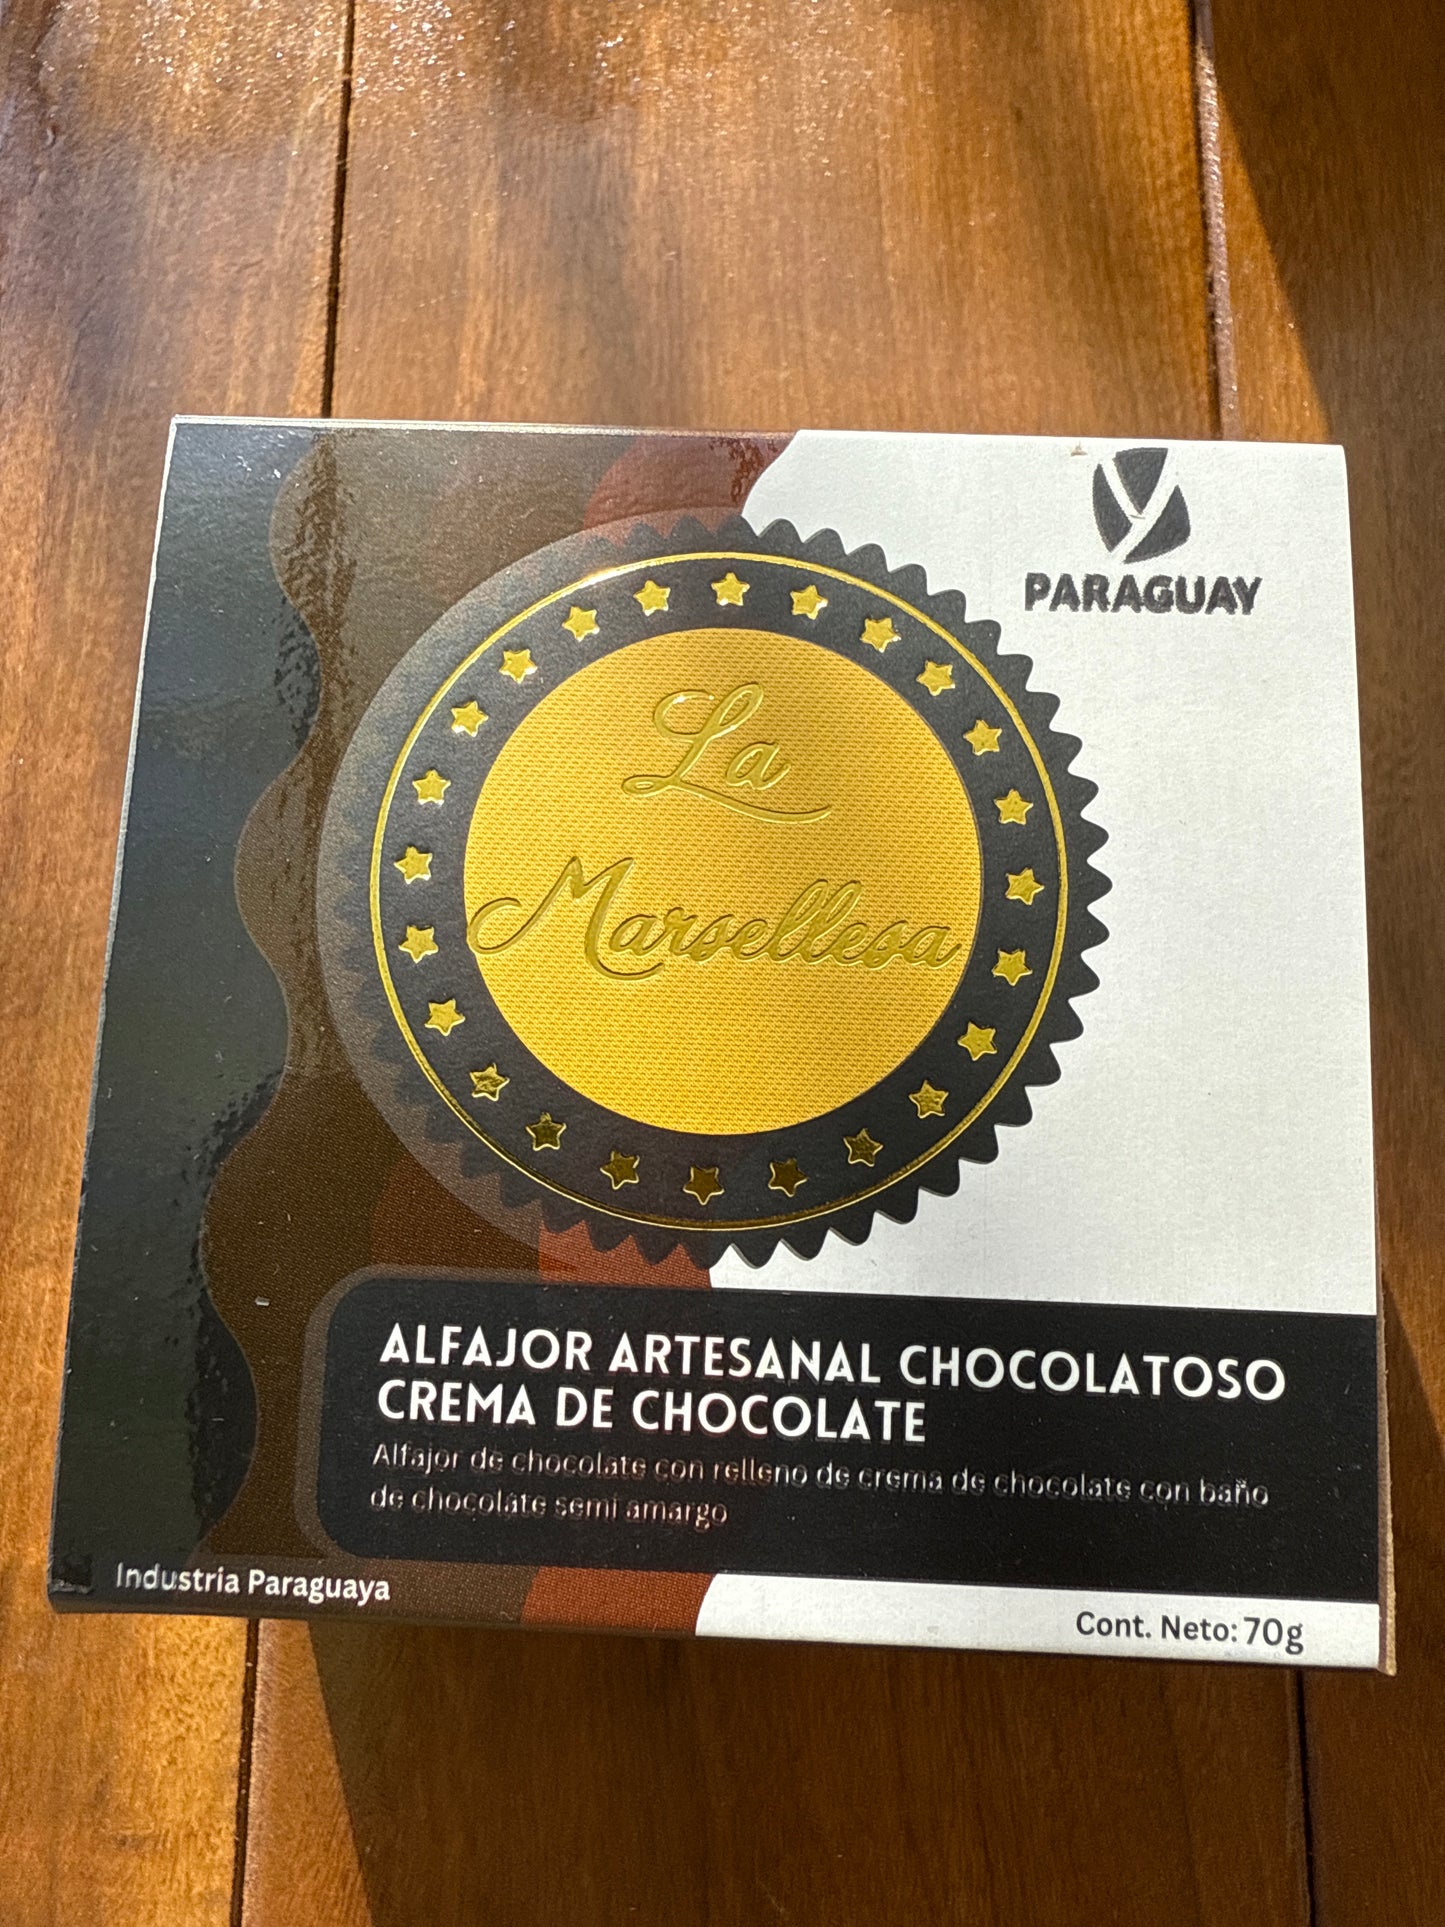 PARAGUAY
La
Marsellesa
ALFAJOR ARTESANAL CHOCOLATOSO
CREMA DE CHOCOLATE
Alfajor de chocolate con relleno de crema de chocolate con baño
de chocolate semi amargo
Industria Paraguaya
Cont. Neto: 70g